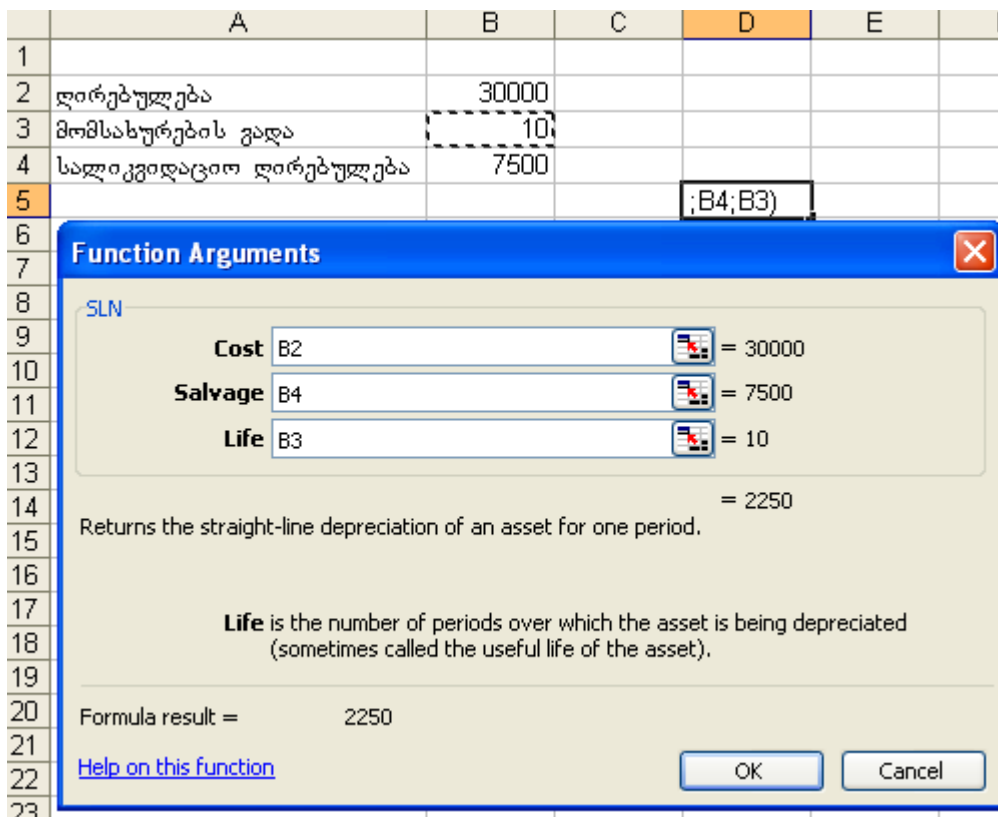 A B C D E
1
2 ღირებულება 30000
3 მომსახურების ვადა 10
4 სალიკვიდაციო ღირებულება 7500
5 ;B4;B3)
6
7 Function Arguments
8 SLN
9 Cost B2 = 30000
10
11 Salvage B4 = 7500
12 Life B3 = 10
13
14 = 2250
15 Returns the straight-line depreciation of an asset for one period.
16
17 Life is the number of periods over which the asset is being depreciated
18 (sometimes called the useful life of the asset).
19
20 Formula result = 2250
21
22 Help on this function OK Cancel
23